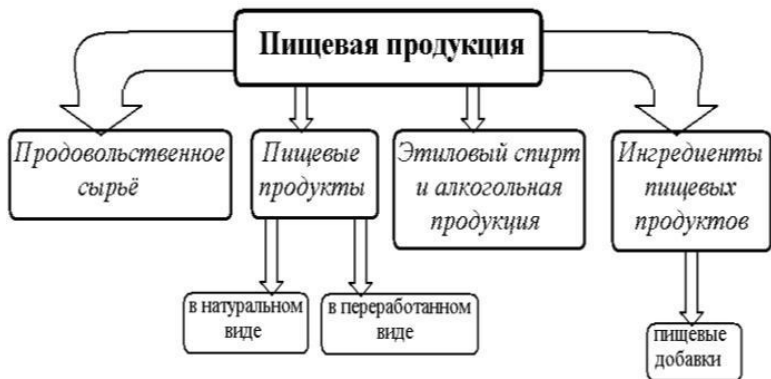 Пищевая продукция
Продовольственное
сырьё
Пищевые
продукты
Этиловый спирт
и алкогольная
продукция
Ингредиенты
пищевых
продуктов
в натуральном
виде
в переработанном
виде
пищевые
добавки